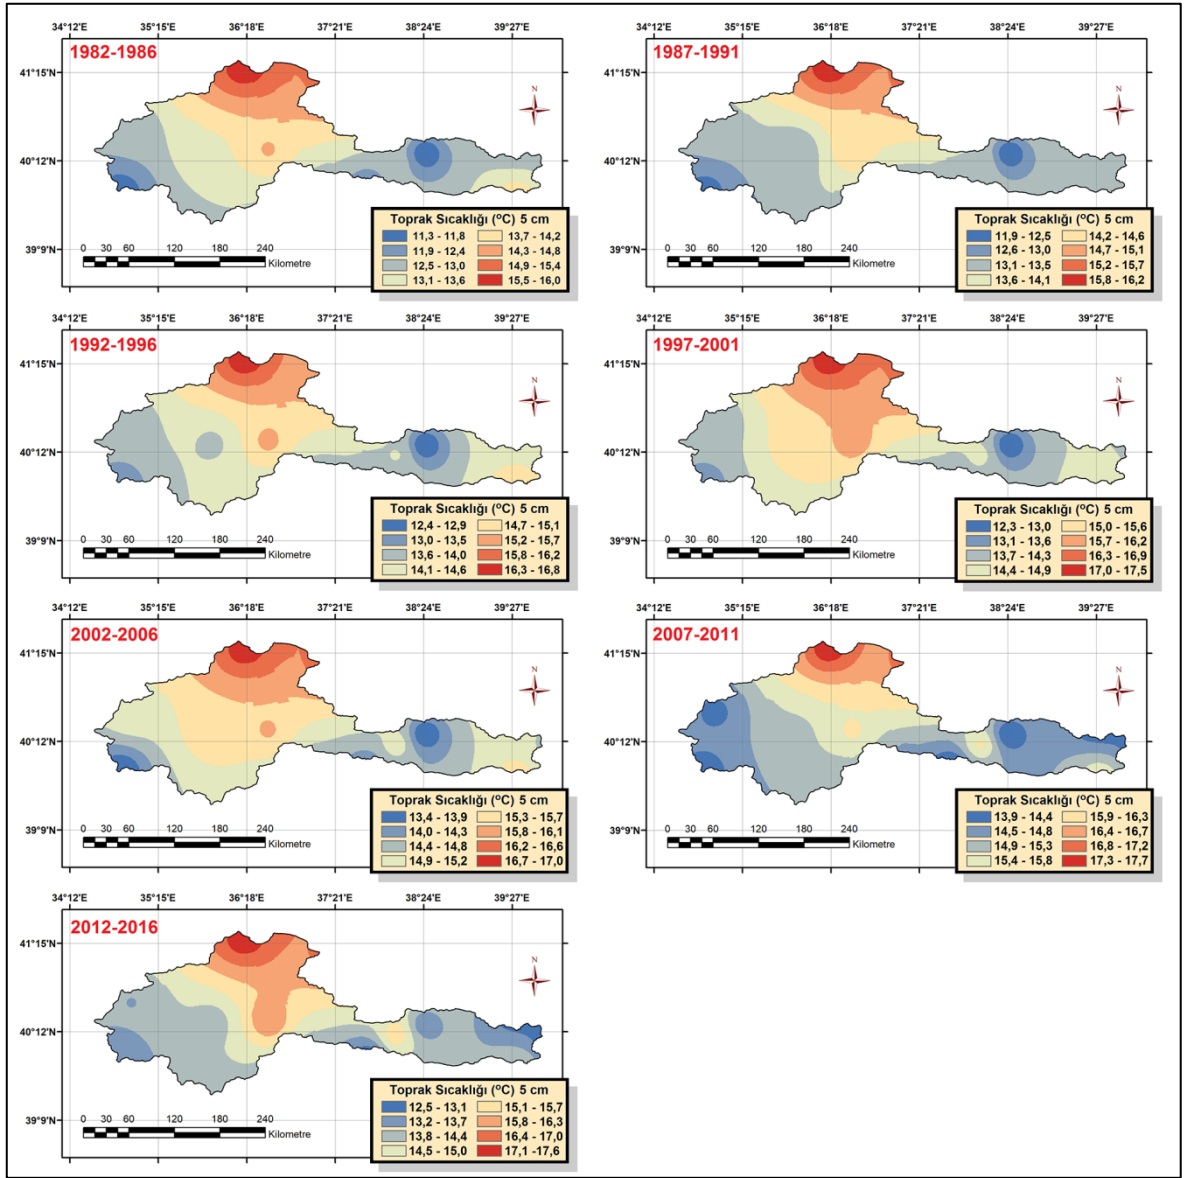 34°12'E 35°15'E 36°18'E 37°21'E 38°24'E 39°27'E
1982-1986
41°15'N
40°12'N
39°9'N
N
0 30 60 120 180 240
Kilometre
Toprak Sıcaklığı (°C) 5 cm
11,3 - 11,8 13,7 - 14,2
11,9 - 12,4 14,3 - 14,8
12,5 - 13,0 14,9 - 15,4
13,1 - 13,6 15,5 - 16,0
34°12'E 35°15'E 36°18'E 37°21'E 38°24'E 39°27'E
1987-1991
41°15'N
40°12'N
39°9'N
N
0 30 60 120 180 240
Kilometre
Toprak Sıcaklığı (°C) 5 cm
11,9 - 12,5 14,2 - 14,6
12,6 - 13,0 14,7 - 15,1
13,1 - 13,5 15,2 - 15,7
13,6 - 14,1 15,8 - 16,2
34°12'E 35°15'E 36°18'E 37°21'E 38°24'E 39°27'E
1992-1996
41°15'N
40°12'N
39°9'N
N
0 30 60 120 180 240
Kilometre
Toprak Sıcaklığı (°C) 5 cm
12,4 - 12,9 14,7 - 15,1
13,0 - 13,5 15,2 - 15,7
13,6 - 14,0 15,8 - 16,2
14,1 - 14,6 16,3 - 16,8
34°12'E 35°15'E 36°18'E 37°21'E 38°24'E 39°27'E
1997-2001
41°15'N
40°12'N
39°9'N
N
0 30 60 120 180 240
Kilometre
Toprak Sıcaklığı (°C) 5 cm
12,3 - 13,0 15,0 - 15,6
13,1 - 13,6 15,7 - 16,2
13,7 - 14,3 16,3 - 16,9
14,4 - 14,9 17,0 - 17,5
34°12'E 35°15'E 36°18'E 37°21'E 38°24'E 39°27'E
2002-2006
41°15'N
40°12'N
39°9'N
N
0 30 60 120 180 240
Kilometre
Toprak Sıcaklığı (°C) 5 cm
13,4 - 13,9 15,3 - 15,7
14,0 - 14,3 15,8 - 16,1
14,4 - 14,8 16,2 - 16,6
14,9 - 15,2 16,7 - 17,0
34°12'E 35°15'E 36°18'E 37°21'E 38°24'E 39°27'E
2007-2011
41°15'N
40°12'N
39°9'N
N
0 30 60 120 180 240
Kilometre
Toprak Sıcaklığı (°C) 5 cm
13,9 - 14,4 15,9 - 16,3
14,5 - 14,8 16,4 - 16,7
14,9 - 15,3 16,8 - 17,2
15,4 - 15,8 17,3 - 17,7
34°12'E 35°15'E 36°18'E 37°21'E 38°24'E 39°27'E
2012-2016
41°15'N
40°12'N
39°9'N
N
0 30 60 120 180 240
Kilometre
Toprak Sıcaklığı (°C) 5 cm
12,5 - 13,1 15,1 - 15,7
13,2 - 13,7 15,8 - 16,3
13,8 - 14,4 16,4 - 17,0
14,5 - 15,0 17,1 -17,6